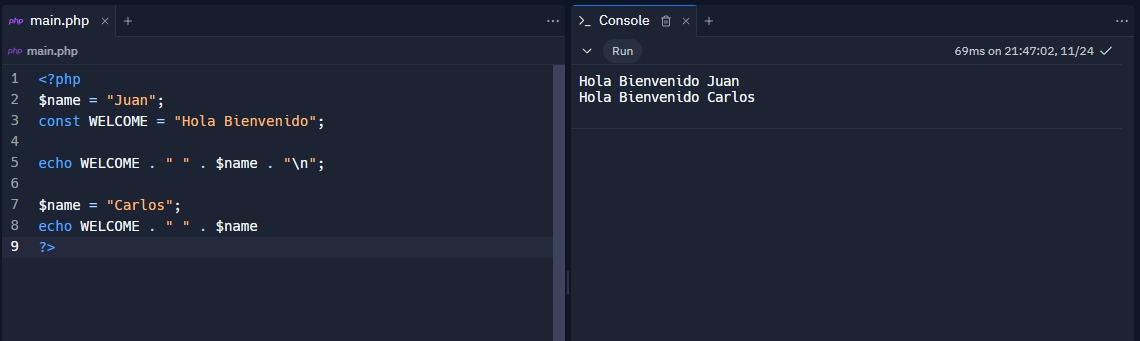 php main.php × +
php main.php
1 <?php
2 $name = "Juan";
3 const WELCOME = "Hola Bienvenido";
4
5 echo WELCOME . " " . $name . "\n";
6
7 $name = "Carlos";
8 echo WELCOME . " " . $name
9 ?>
>_ Console × +
Run 69ms on 21:47:02, 11/24
Hola Bienvenido Juan
Hola Bienvenido Carlos